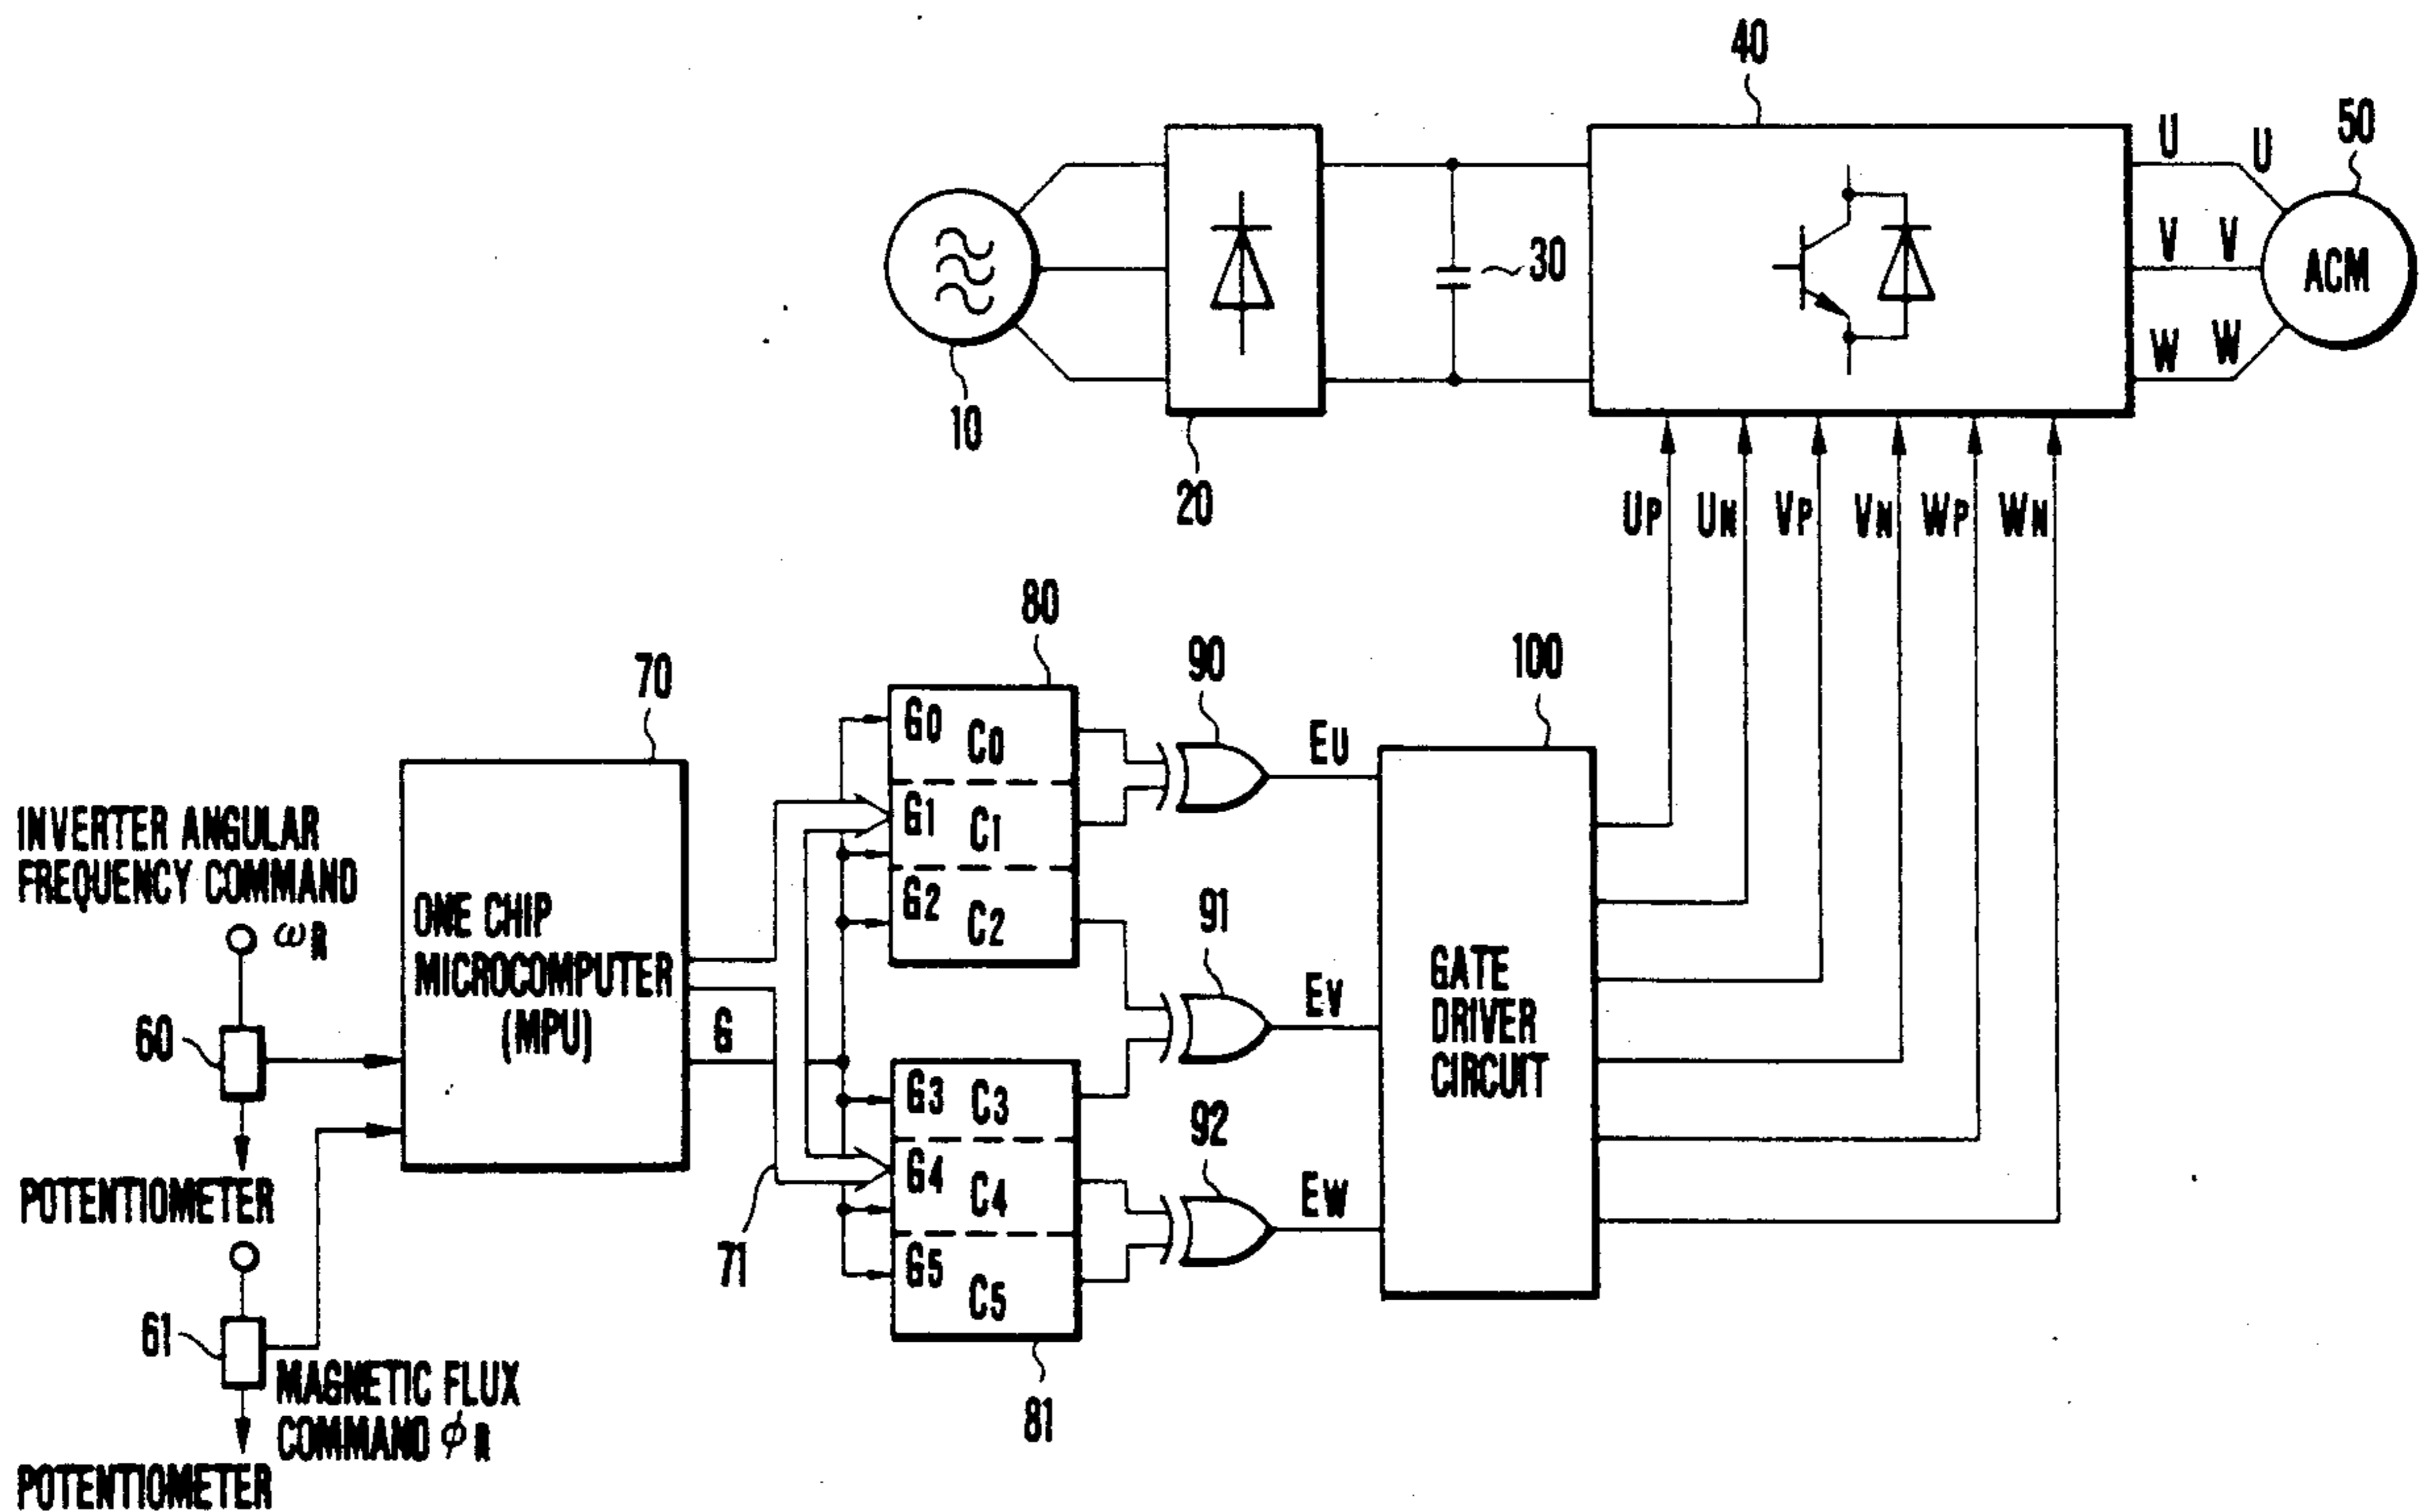 40
50
U
U
V
V
W
W
ACM
30
10
20
UP
UN
VP
VN
WP
WN
80
90
100
70
G0
C0
G1
C1
G2
C2
EU
INVERTER ANGULAR
FREQUENCY COMMAND
ωR
ONE CHIP
MICROCOMPUTER
(MPU)
G
91
EV
GATE
DRIVER
CIRCUIT
60
G3
C3
G4
C4
G5
C5
92
EW
POTENTIOMETER
71
61
81
MAGNETIC FLUX
COMMAND ϕR
POTENTIOMETER